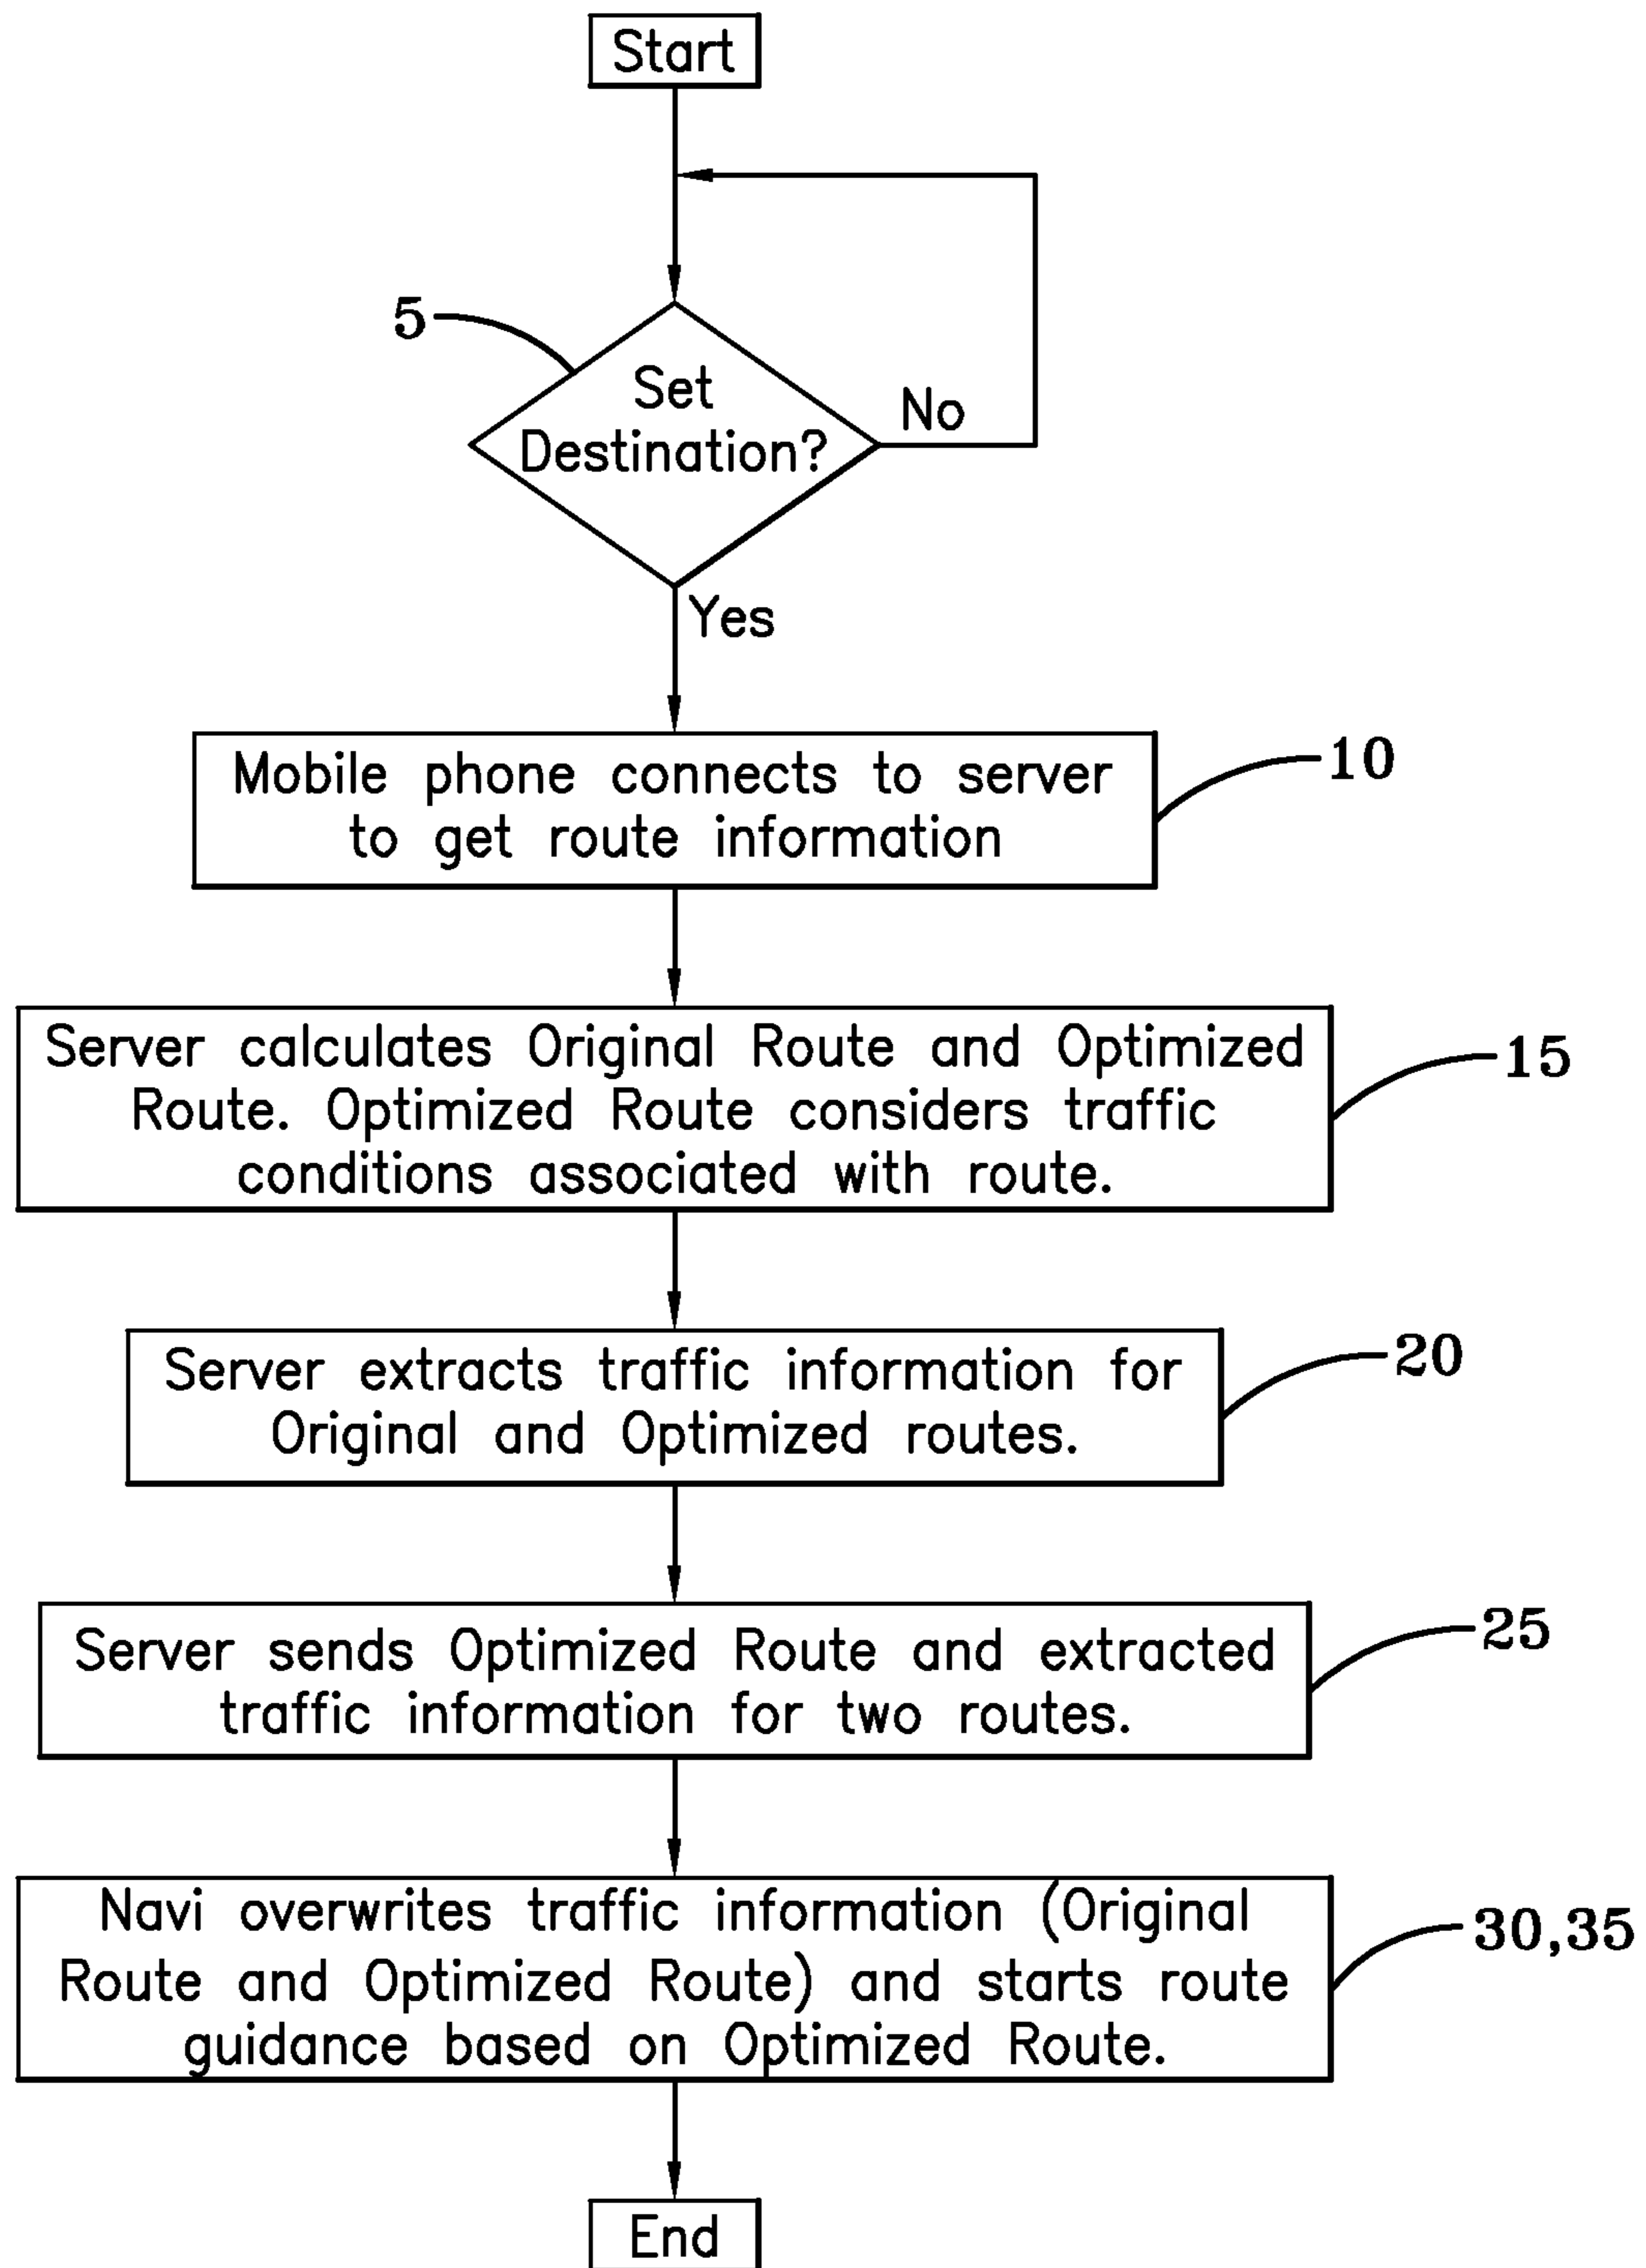 Start
5
Set
Destination?
No
Yes
Mobile phone connects to server
to get route information
10
Server calculates Original Route and Optimized
Route. Optimized Route considers traffic
conditions associated with route.
15
Server extracts traffic information for
Original and Optimized routes.
20
Server sends Optimized Route and extracted
traffic information for two routes.
25
Navi overwrites traffic information (Original
Route and Optimized Route) and starts route
guidance based on Optimized Route.
30,35
End